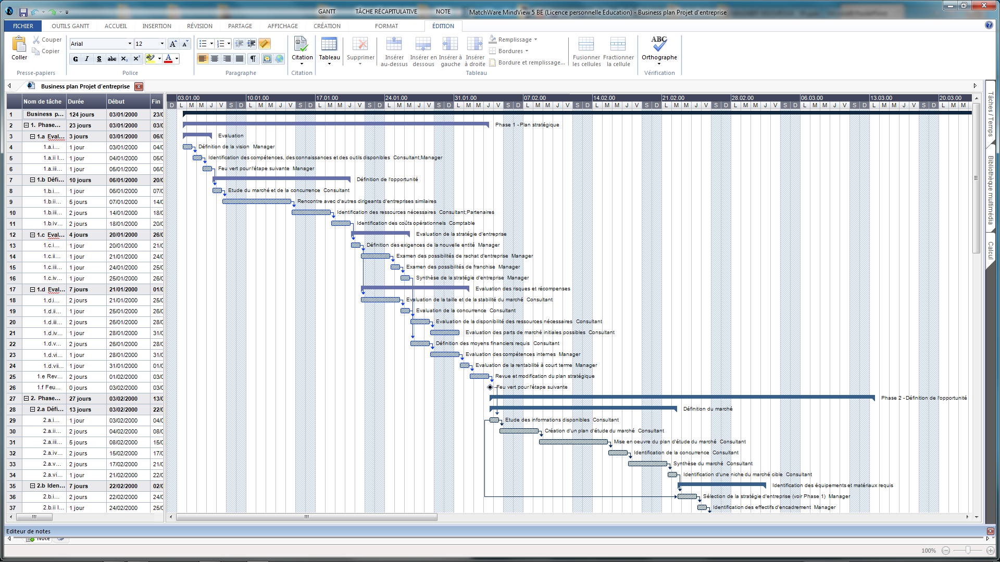 GANTT TÂCHE RÉCAPITULATIVE NOTE MatchWare MindView 5 BE (Licence personnelle Education) - Business plan Projet d'entreprise
FICHIER OUTILS GANTT ACCUEIL INSERTION RÉVISION PARTAGE AFFICHAGE CRÉATION FORMAT ÉDITION
Coller
Couper
Copier
Presse-papiers
Arial 12
G I S abc X₂ X² A
Police
Paragraphe
Citation
Citation
Tableau
Supprimer
Insérer au-dessus
Insérer en dessous
Insérer à gauche
Insérer à droite
Remplissage
Bordures
Bordure et remplissage...
Fusionner les cellules
Fractionner la cellule
Tableau
ABC
Orthographe
Vérification
Business plan Projet d'entreprise
Nom de tâche Durée Début Fin
03.01.00 10.01.00 17.01.00 24.01.00 31.01.00 07.02.00 14.02.00 21.02.00 28.02.00 06.03.00 13.03.00 20.03.00
D L M M J V S D L M M J V S D L M M J V S D L M M J V S D L M M J V S D L M M J V S D L M M J V S D L M M J V S D L M M J V S D L M M J V S D L M M J V S D L M M
1 Business p... 124 jours 03/01/2000 23/0
2 1. Phase... 23 jours 03/01/2000 03/0 Phase 1 - Plan stratégique
3 1.a Eval... 3 jours 03/01/2000 06/0 Evaluation
4 1.a.i... 1 jour 03/01/2000 04/0 Définition de la vision Manager
5 1.a.ii I... 1 jour 04/01/2000 05/0 Identification des compétences, des connaissances et des outils disponibles Consultant;Manager
6 1.a.iii... 1 jour 05/01/2000 06/0 Feu vert pour l'étape suivante Manager
7 1.b Défi... 10 jours 06/01/2000 20/0 Définition de l'opportunité
8 1.b.i... 1 jour 06/01/2000 07/0 Etude du marché et de la concurrence Consultant
9 1.b.ii... 5 jours 07/01/2000 14/0 Rencontre avec d'autres dirigeants d'entreprises similaires
10 1.b.iii... 2 jours 14/01/2000 18/0 Identification des ressources nécessaires Consultant;Partenaires
11 1.b.iv... 2 jours 18/01/2000 20/0 Identification des coûts opérationnels Comptable
12 1.c Eval... 4 jours 20/01/2000 26/0 Evaluation de la stratégie d'entreprise
13 1.c.i... 1 jour 20/01/2000 21/0 Définition des exigences de la nouvelle entité Manager
14 1.c.ii... 1 jour 21/01/2000 24/0 Examen des possibilités de rachat d'entreprise Manager
15 1.c.iii... 1 jour 24/01/2000 25/0 Examen des possibilités de franchise Manager
16 1.c.iv... 1 jour 25/01/2000 26/0 Synthèse de la stratégie d'entreprise Manager
17 1.d Eval... 7 jours 21/01/2000 01/0 Evaluation des risques et récompenses
18 1.d.i... 2 jours 21/01/2000 25/0 Evaluation de la taille et de la stabilité du marché Consultant
19 1.d.ii... 1 jour 25/01/2000 26/0 Evaluation de la concurrence Consultant
20 1.d.iii... 2 jours 26/01/2000 28/0 Evaluation de la disponibilité des ressources nécessaires Consultant
21 1.d.iv... 1 jour 28/01/2000 31/0 Evaluation des parts de marché initiales possibles Consultant
22 1.d.v... 2 jours 26/01/2000 28/0 Définition des moyens financiers requis Consultant
23 1.d.vi... 1 jour 28/01/2000 31/0 Evaluation des compétences internes Manager
24 1.d.vii... 1 jour 31/01/2000 01/0 Evaluation de la rentabilité à court terme Manager
25 1.e Rev... 2 jours 01/02/2000 03/0 Revue et modification du plan stratégique
26 1.f Feu... 0 jours 03/02/2000 03/0 Feu vert pour l'étape suivante
27 2. Phase... 27 jours 03/02/2000 13/0 Phase 2 - Définition de l'opportunité
28 2.a Défi... 13 jours 03/02/2000 22/0 Définition du marché
29 2.a.i... 1 jour 03/02/2000 04/0 Etude des informations disponibles Consultant
30 2.a.ii... 2 jours 04/02/2000 08/0 Création d'un plan d'étude du marché Consultant
31 2.a.iii... 5 jours 08/02/2000 15/0 Mise en oeuvre du plan d'étude du marché Consultant
32 2.a.iv... 2 jours 15/02/2000 17/0 Identification de la concurrence Consultant
33 2.a.v... 2 jours 17/02/2000 21/0 Synthèse du marché Consultant
34 2.a.vi... 1 jour 21/02/2000 22/0 Identification d'une niche du marché cible Consultant
35 2.b Iden... 7 jours 22/02/2000 02/0 Identification des équipements et matériaux requis
36 2.b.i... 2 jours 22/02/2000 24/0 Sélection de la stratégie d'entreprise (voir Phase 1) Manager
37 2.b.ii I... 1 jour 24/02/2000 25/0 Identification des effectifs d'encadrement Manager
Tâches / Temps
Bibliothèque multimédia
Calcul
Editeur de notes
Note
100%